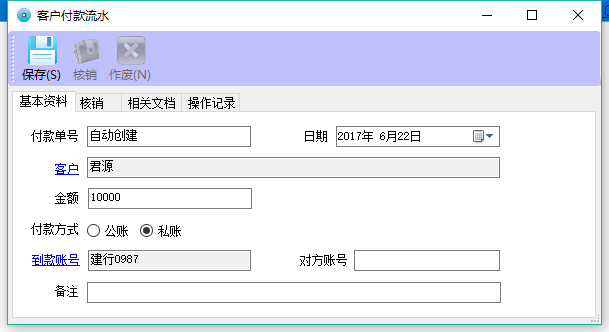 客户付款流水
保存(S) 核销 作废(N)
基本资料 核销 相关文档 操作记录
付款单号 自动创建 日期 2017年 6月22日
客户 君源
金额 10000
付款方式 公账 私账
到款账号 建行0987 对方账号
备注